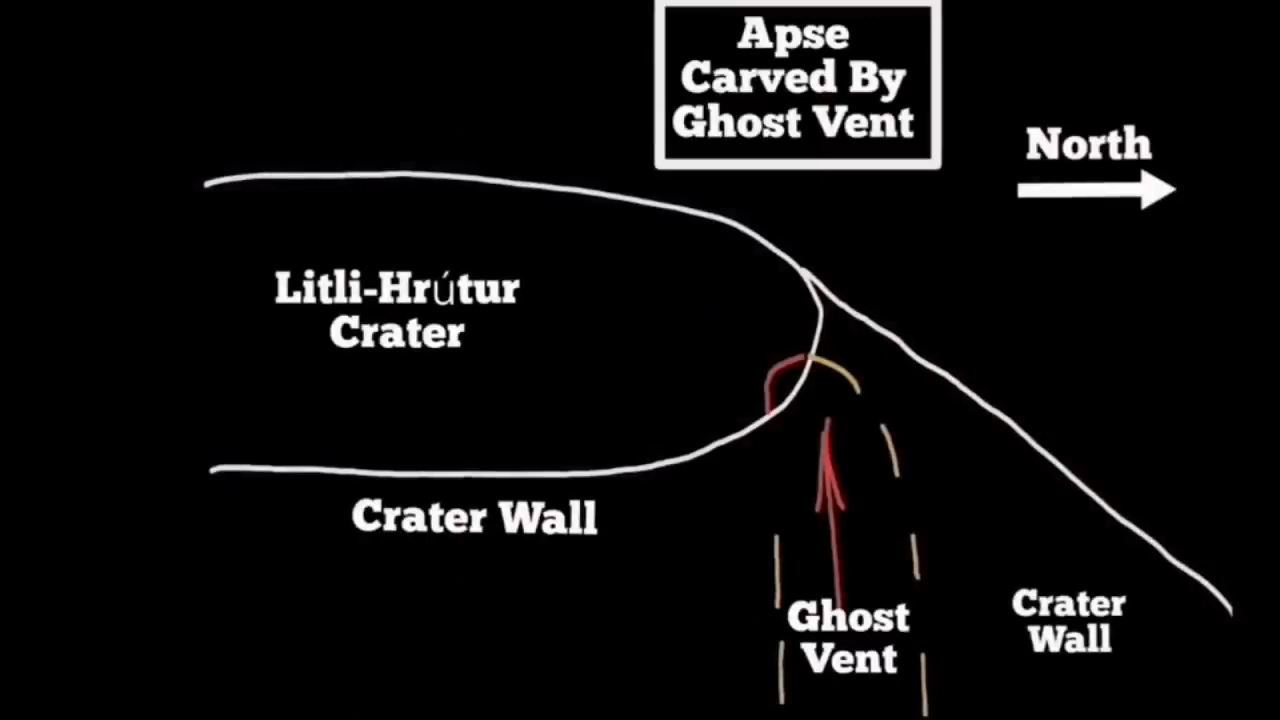 Apse
Carved By
Ghost Vent
North
Litli-Hrútur
Crater
Crater Wall
Ghost
Vent
Crater
Wall